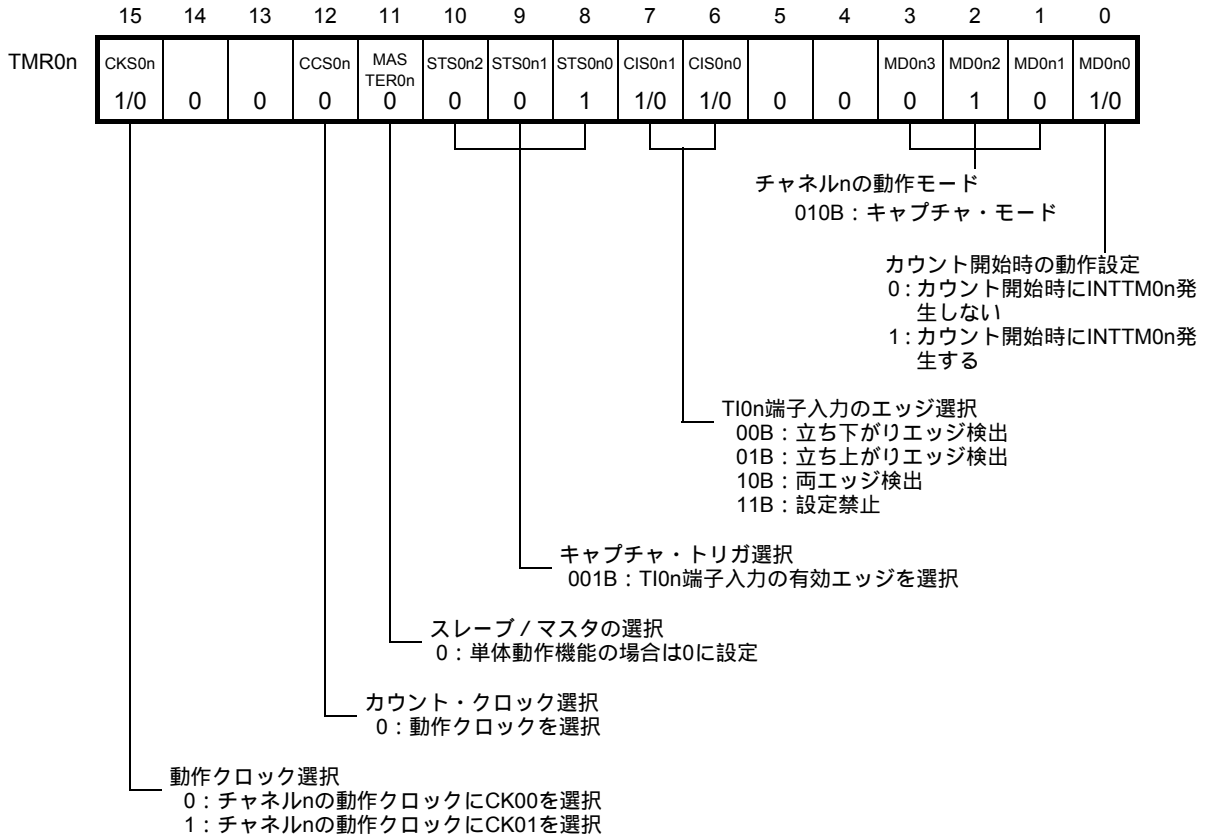 15 14 13 12 11 10 9 8 7 6 5 4 3 2 1 0
TMR0n CKS0n CCS0n MAS STS0n2 STS0n1 STS0n0 CIS0n1 CIS0n0 MD0n3 MD0n2 MD0n1 MD0n0
TER0n
1/0 0 0 0 0 0 0 1 1/0 1/0 0 0 0 1 0 1/0
チャネルnの動作モード
010B：キャプチャ・モード
カウント開始時の動作設定
0：カウント開始時にINTTM0n発
生しない
1：カウント開始時にINTTM0n発
生する
TI0n端子入力のエッジ選択
00B：立ち下がりエッジ検出
01B：立ち上がりエッジ検出
10B：両エッジ検出
11B：設定禁止
キャプチャ・トリガ選択
001B：TI0n端子入力の有効エッジを選択
スレーブ／マスタの選択
0：単体動作機能の場合は0に設定
カウント・クロック選択
0：動作クロックを選択
動作クロック選択
0：チャネルnの動作クロックにCK00を選択
1：チャネルnの動作クロックにCK01を選択